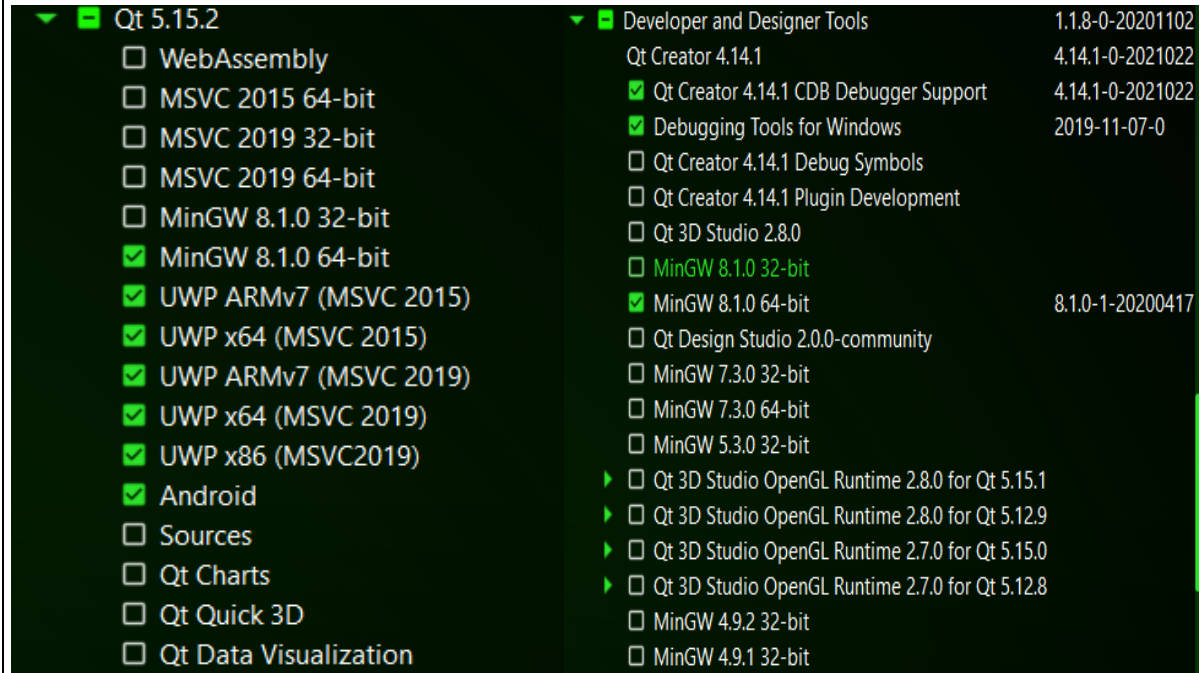 Qt 5.15.2
WebAssembly
MSVC 2015 64-bit
MSVC 2019 32-bit
MSVC 2019 64-bit
MinGW 8.1.0 32-bit
MinGW 8.1.0 64-bit
UWP ARMv7 (MSVC 2015)
UWP x64 (MSVC 2015)
UWP ARMv7 (MSVC 2019)
UWP x64 (MSVC 2019)
UWP x86 (MSVC2019)
Android
Sources
Qt Charts
Qt Quick 3D
Qt Data Visualization
Developer and Designer Tools 1.1.8-0-20201102
Qt Creator 4.14.1 4.14.1-0-2021022
Qt Creator 4.14.1 CDB Debugger Support 4.14.1-0-2021022
Debugging Tools for Windows 2019-11-07-0
Qt Creator 4.14.1 Debug Symbols
Qt Creator 4.14.1 Plugin Development
Qt 3D Studio 2.8.0
MinGW 8.1.0 32-bit
MinGW 8.1.0 64-bit 8.1.0-1-20200417
Qt Design Studio 2.0.0-community
MinGW 7.3.0 32-bit
MinGW 7.3.0 64-bit
MinGW 5.3.0 32-bit
Qt 3D Studio OpenGL Runtime 2.8.0 for Qt 5.15.1
Qt 3D Studio OpenGL Runtime 2.8.0 for Qt 5.12.9
Qt 3D Studio OpenGL Runtime 2.7.0 for Qt 5.15.0
Qt 3D Studio OpenGL Runtime 2.7.0 for Qt 5.12.8
MinGW 4.9.2 32-bit
MinGW 4.9.1 32-bit